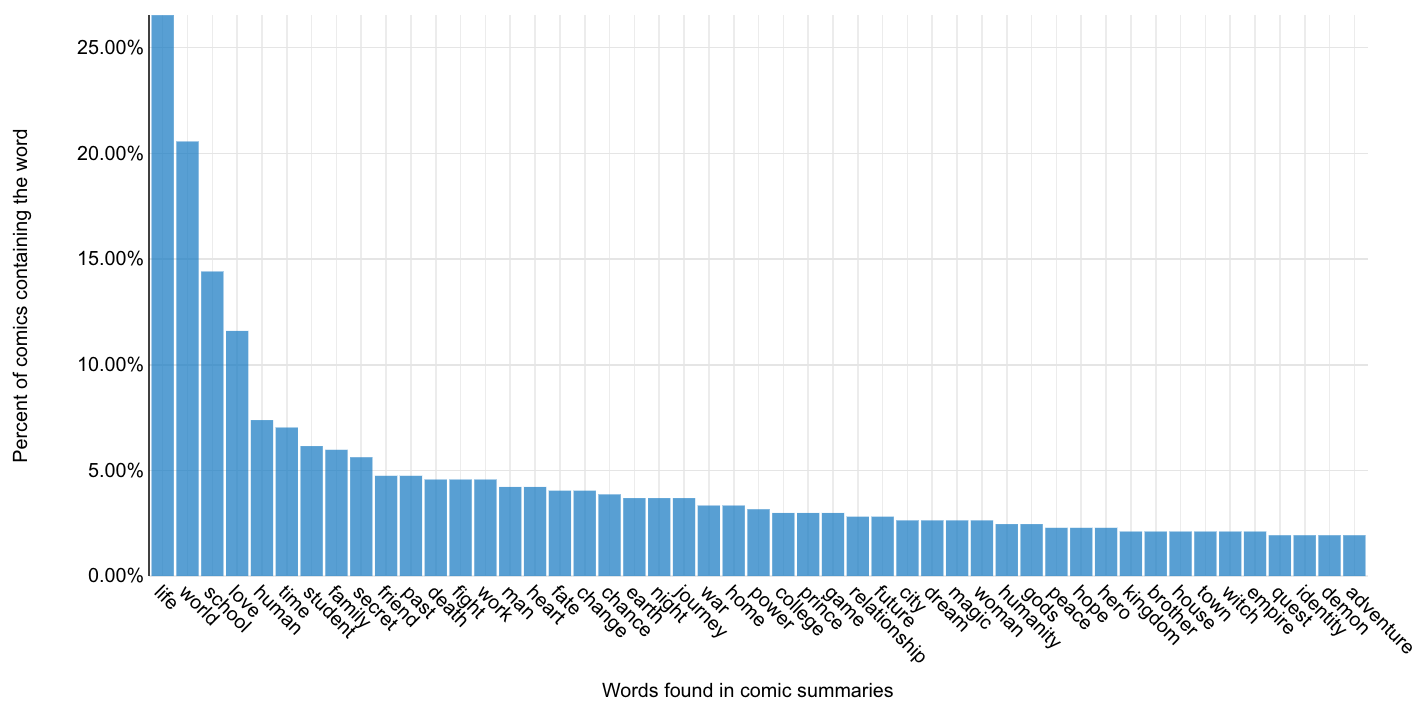 25.00%
20.00%
15.00%
10.00%
5.00%
0.00%
Percent of comics containing the word
life
world
school
love
human
time
student
family
secret
friend
past
death
fight
work
man
heart
fate
change
chance
earth
night
journey
war
home
power
college
prince
game
relationship
future
city
dream
magic
woman
humanity
gods
peace
hope
hero
kingdom
brother
house
town
witch
empire
quest
identity
demon
adventure
Words found in comic summaries